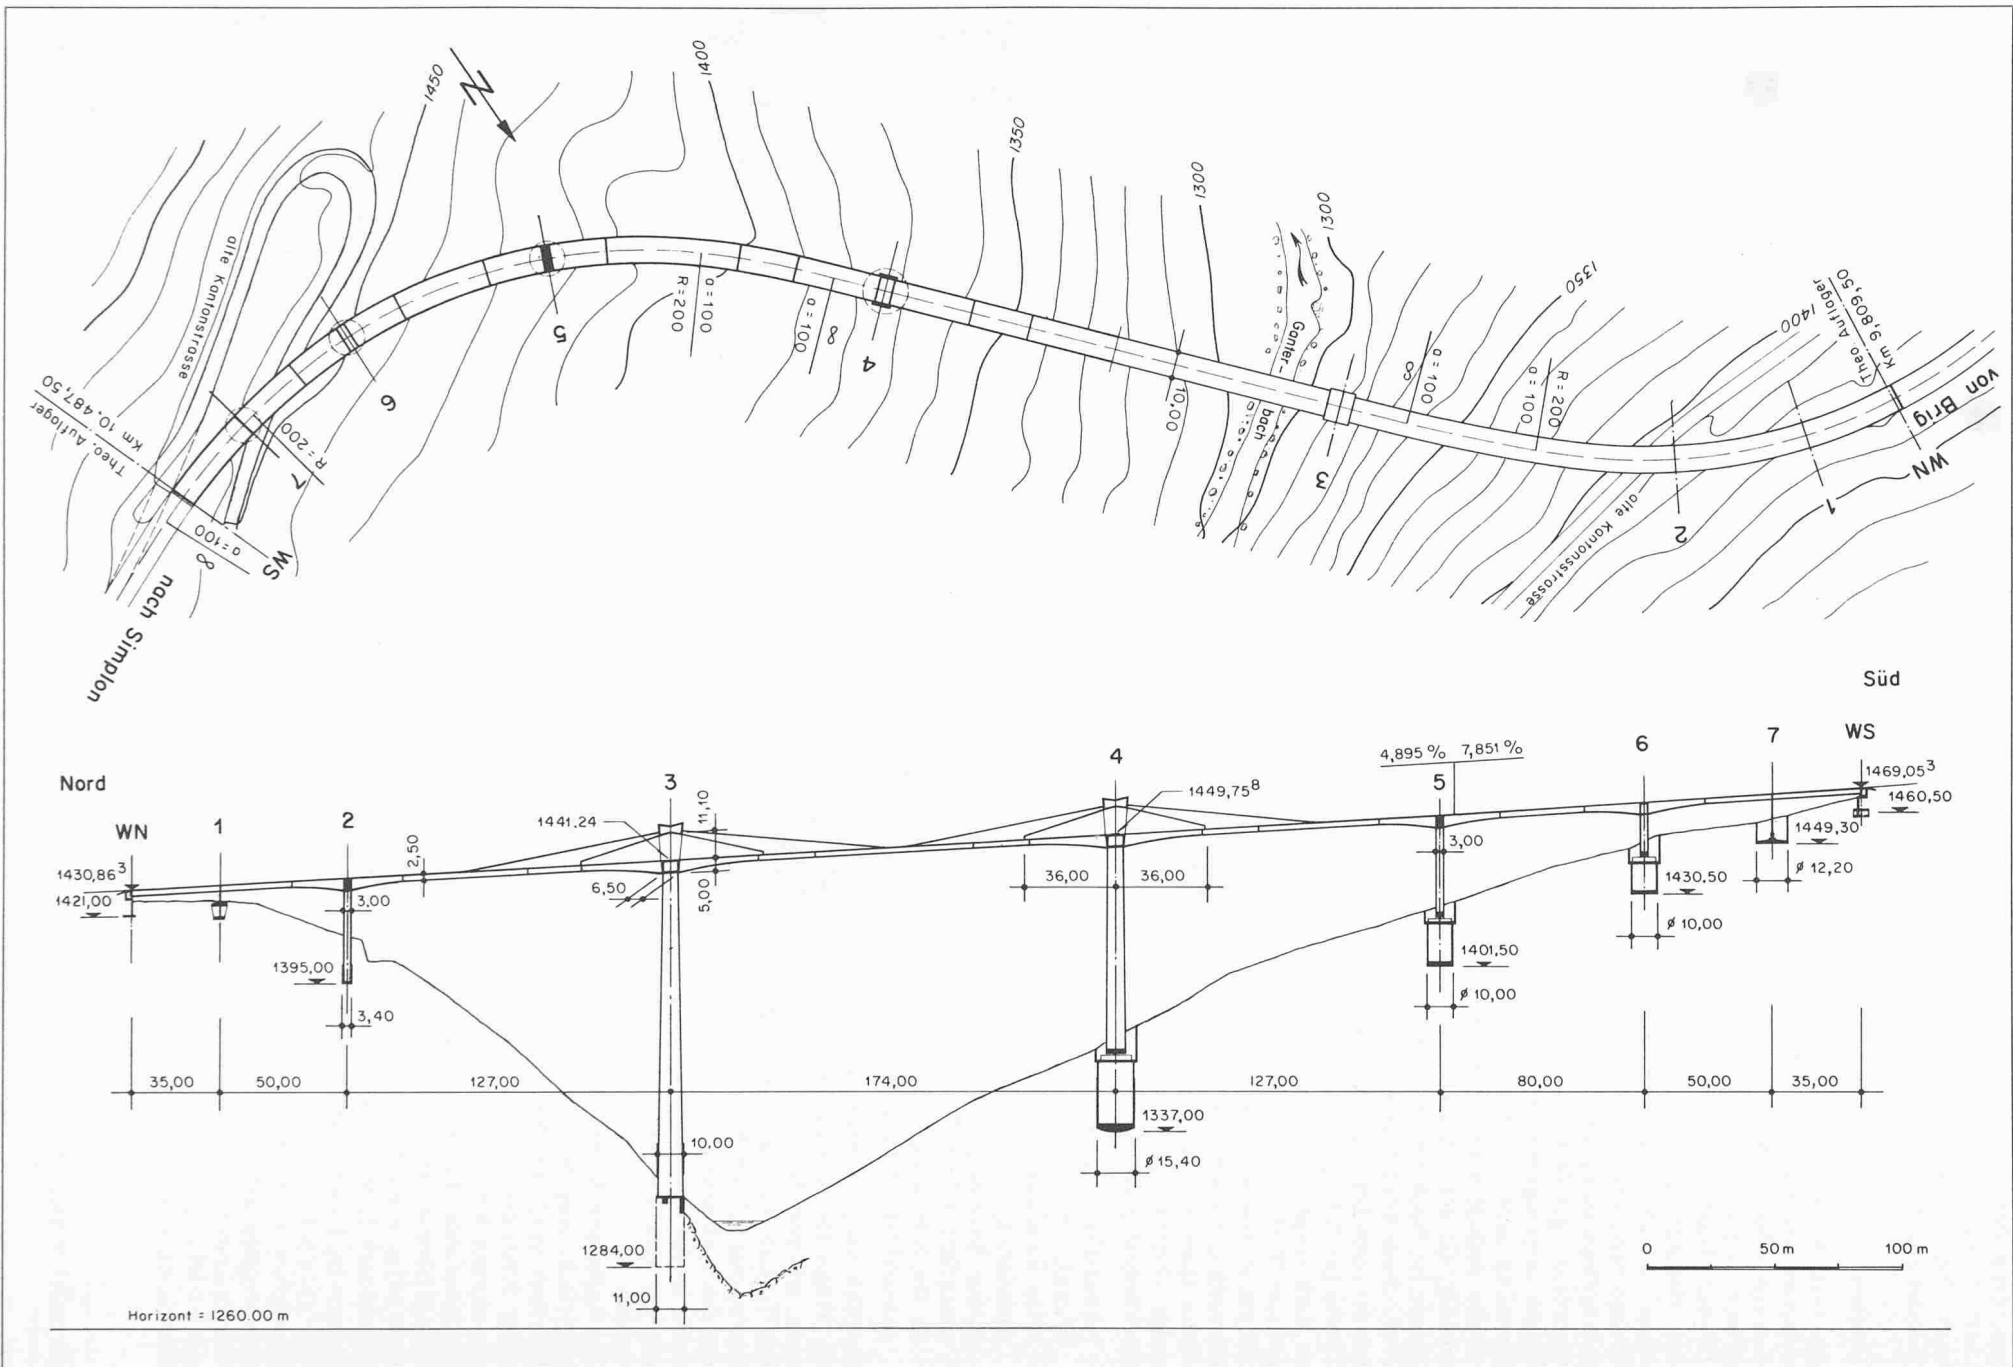 1450
N
1400
1350
1300
1300
1350
1400
Theo Auflager
Km 9,809,50
von Brig
WN
1
2
alte Kantonsstrasse
R=200
a=100
a=100
∞
3
Ganter-
bach
10,00
4
a=100
∞
a=100
R=200
5
6
alte Kantonstrasse
Theo. Auflager
Km 10,487,50
R=200
7
a=100
∞
WS
nach Simplon
Süd
Nord
WN
1
2
3
4
5
6
7
WS
4,895 % 7,851 %
1469,05³
1460,50
1449,75⁸
1441.24
11,10
1449,30
1430,86³
1421,00
2,50
3,00
6,50
5,00
36,00
36,00
3,00
1430,50
ø 12,20
ø 10,00
1395,00
3,40
1401,50
ø 10,00
35,00
50,00
127,00
174,00
127,00
80,00
50,00
35,00
1337,00
10,00
ø 15,40
1284,00
11,00
0 50 m 100 m
Horizont = 1260.00 m